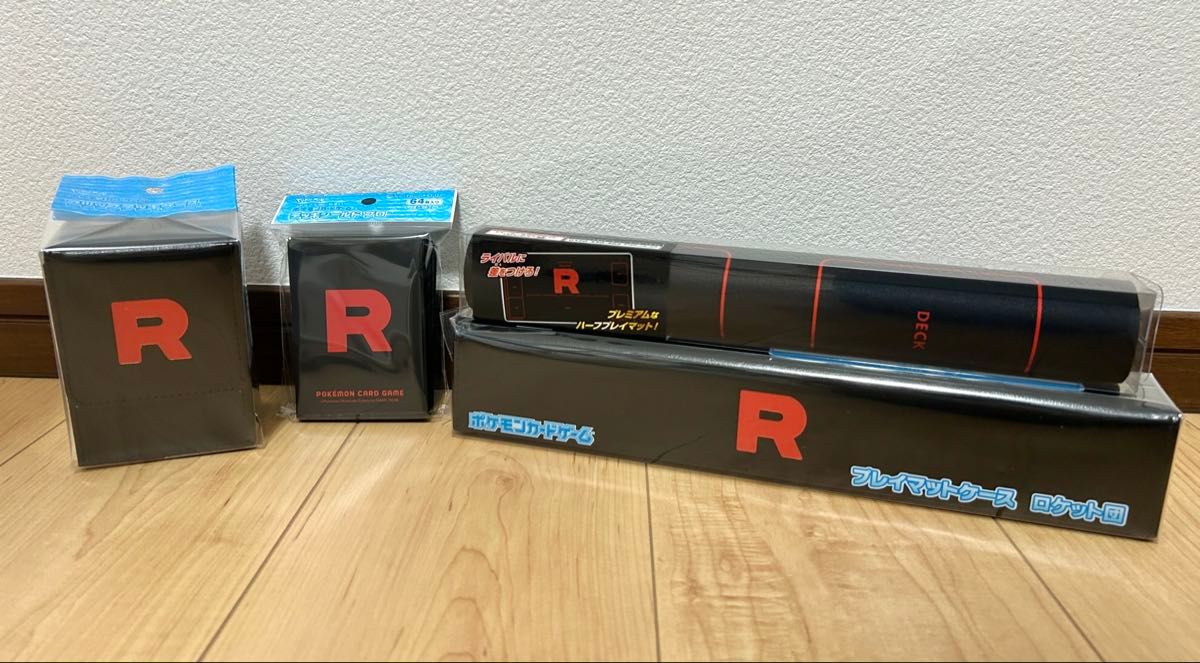 R
64
R
POKÉMON CARD GAME
ライバルに
差をつけろ!
R
プレミアムな
ハーフプレイマット!
DECK
ポケモンカードゲーム
R
プレイマットケース ロケット団